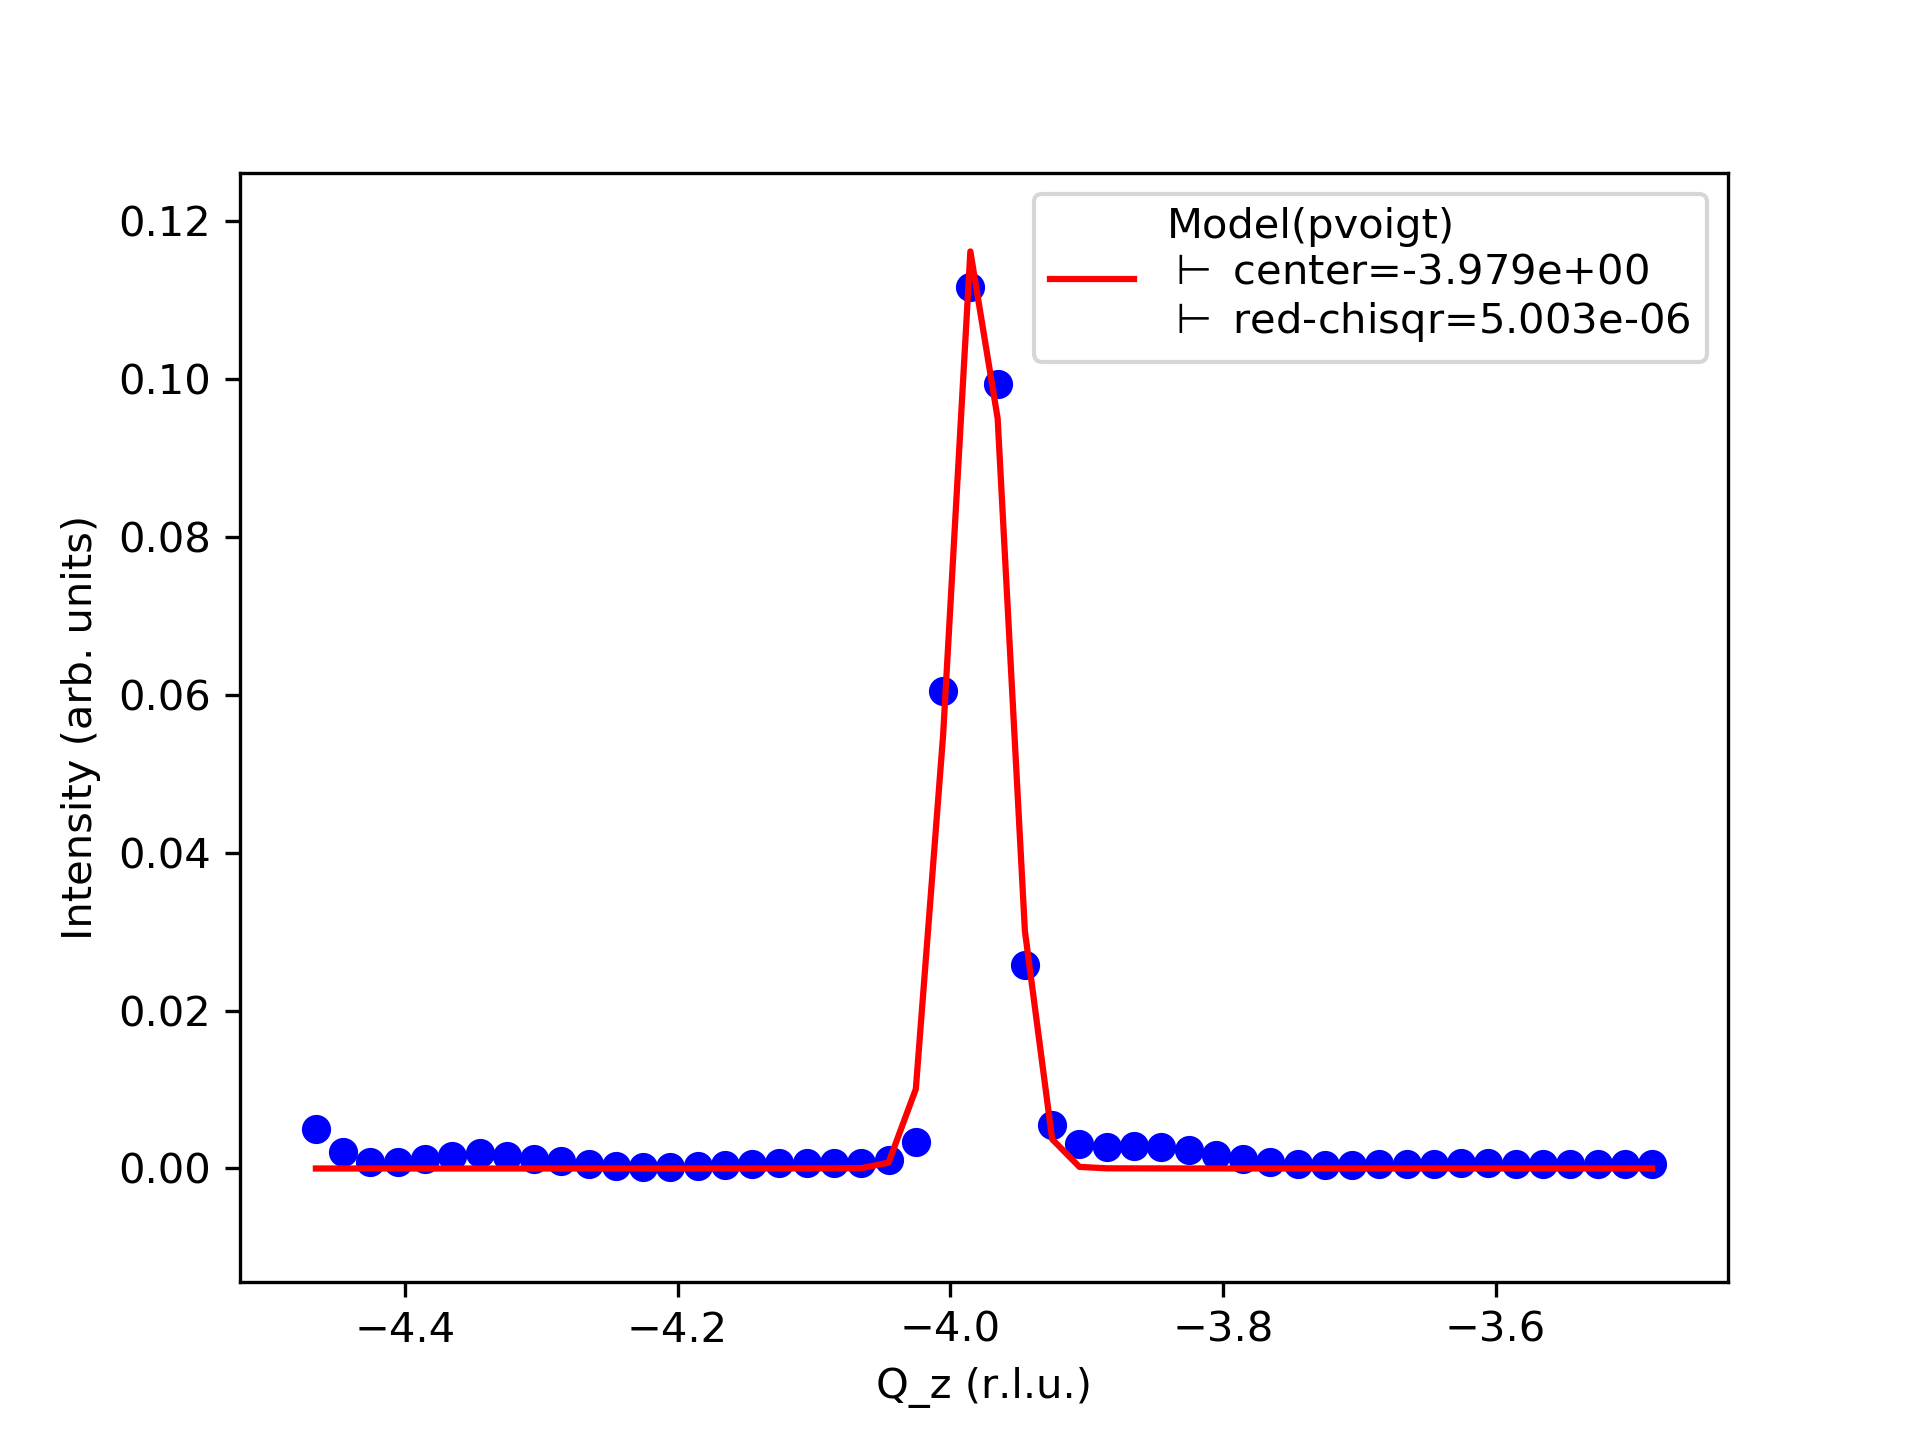 Model(pvoigt)
⊢ center=-3.979e+00
⊢ red-chisqr=5.003e-06
0.12
0.10
0.08
0.06
0.04
0.02
0.00
Intensity (arb. units)
−4.4 −4.2 −4.0 −3.8 −3.6
Q_z (r.l.u.)